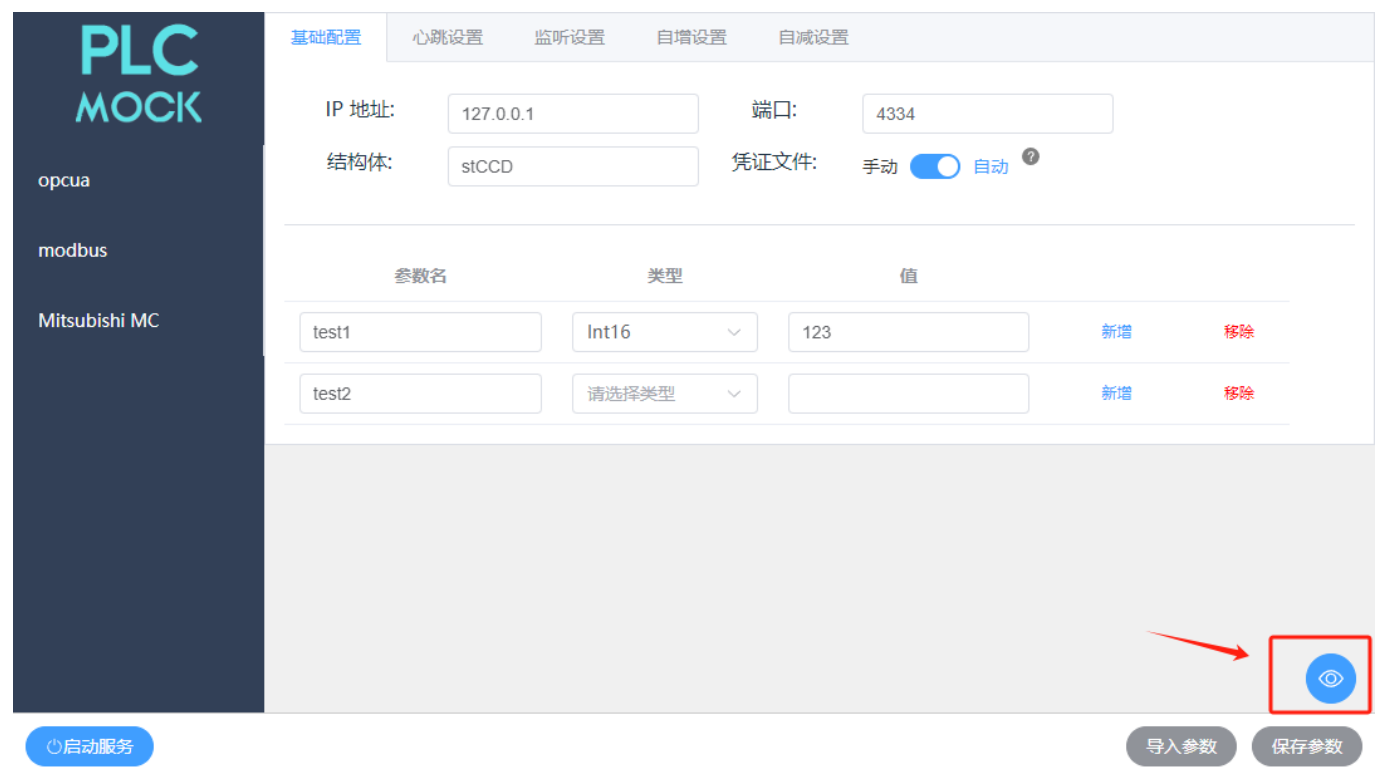 PLC
MOCK
opcua
modbus
Mitsubishi MC
基础配置 心跳设置 监听设置 自增设置 自减设置
IP 地址: 127.0.0.1 端口: 4334
结构体: stCCD 凭证文件: 手动 自动 ?
参数名 类型 值
test1 Int16 123 新增 移除
test2 请选择类型 新增 移除
启动服务 导入参数 保存参数